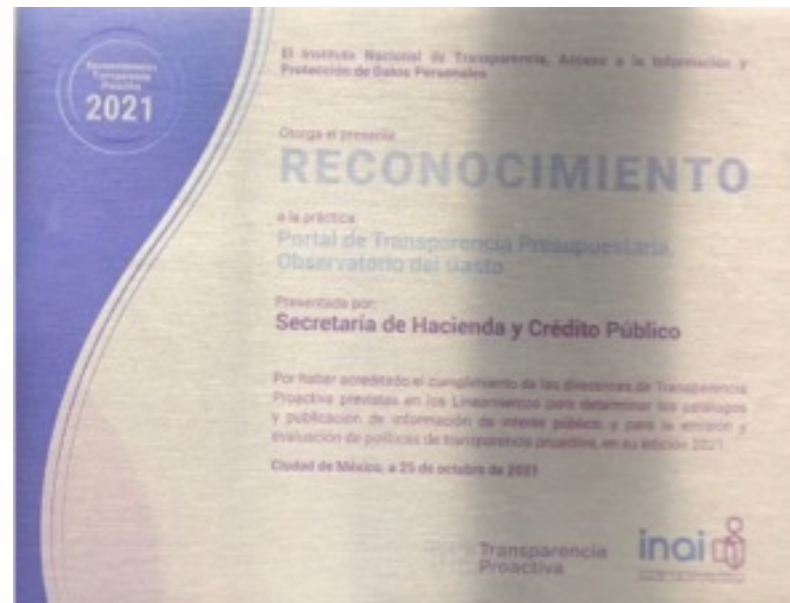 Reconocimientos
Transparencia
Proactiva
2021
El Instituto Nacional de Transparencia, Acceso a la Información y
Protección de Datos Personales
Otorga el presente
RECONOCIMIENTO
a la práctica
Portal de Transparencia Presupuestaria,
Observatorio del Gasto
Presentado por:
Secretaría de Hacienda y Crédito Público
Por haber acreditado el cumplimiento de las directrices de Transparencia
Proactiva previstas en los Lineamientos para determinar los catálogos
y publicación de información de interés público, y para la emisión y
evaluación de políticas de transparencia proactiva, en su edición 2021.
Ciudad de México, a 25 de octubre de 2021
Transparencia
Proactiva
inai